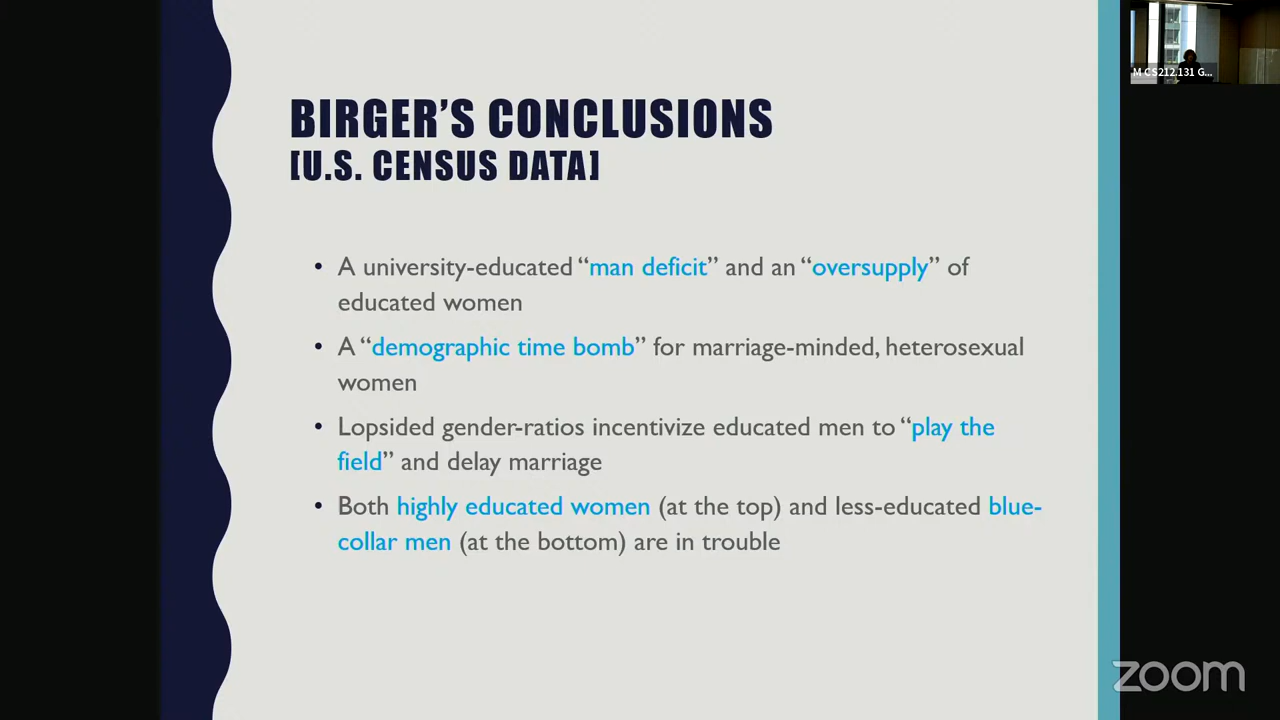 BIRGER'S CONCLUSIONS
[U.S. CENSUS DATA]
• A university-educated “man deficit” and an “oversupply” of
educated women
• A “demographic time bomb” for marriage-minded, heterosexual
women
• Lopsided gender-ratios incentivize educated men to “play the
field” and delay marriage
• Both highly educated women (at the top) and less-educated blue-
collar men (at the bottom) are in trouble
M CS212.131 G...
zoom